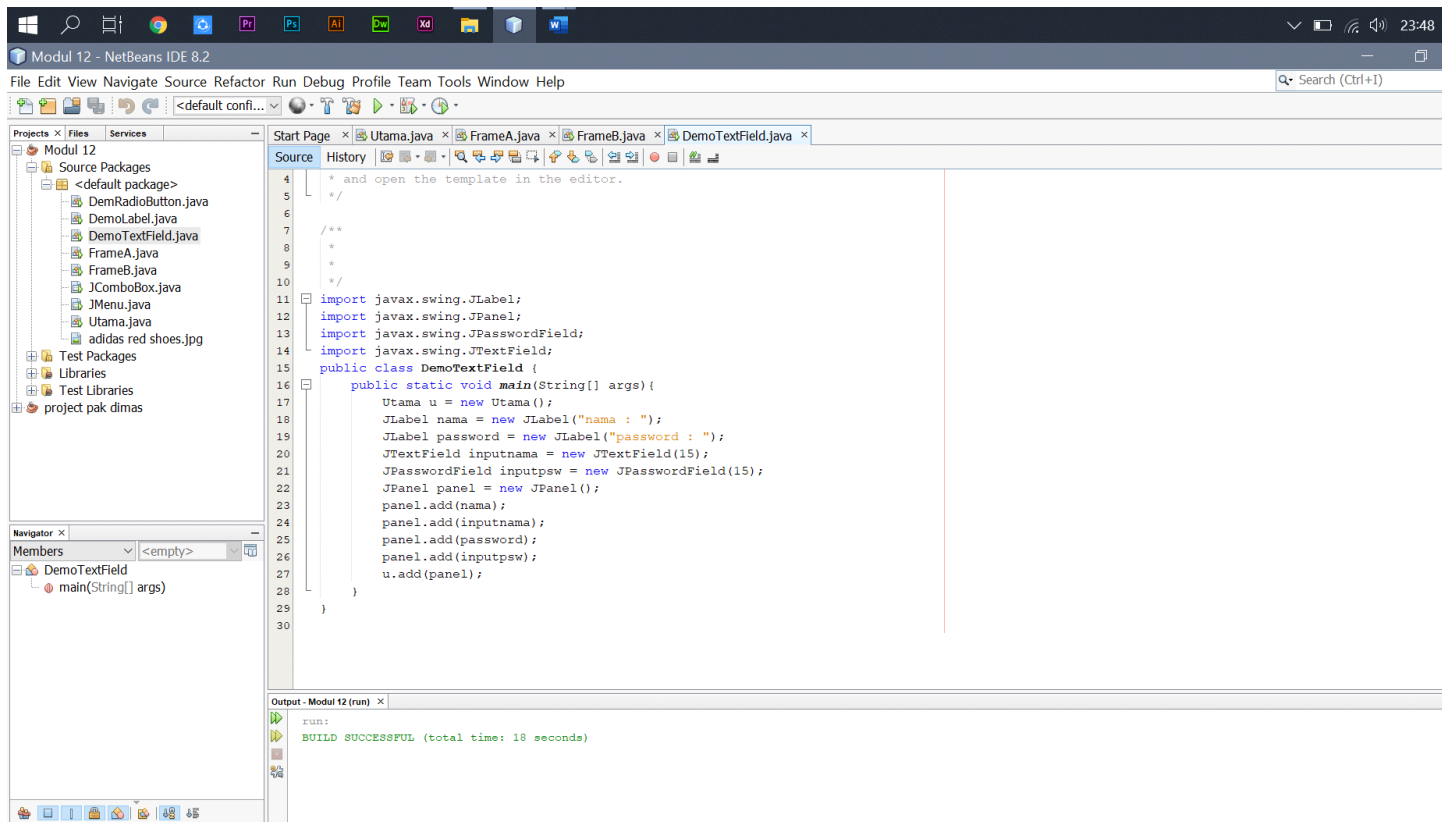 Pr Ps Ai Dw Xd W 23:48
Modul 12 - NetBeans IDE 8.2
File Edit View Navigate Source Refactor Run Debug Profile Team Tools Window Help
Search (Ctrl+I)
<default confi...
Projects Files Services
Modul 12
Source Packages
<default package>
DemRadioButton.java
DemoLabel.java
DemoTextField.java
FrameA.java
FrameB.java
JComboBox.java
JMenu.java
Utama.java
adidas red shoes.jpg
Test Packages
Libraries
Test Libraries
project pak dimas
Navigator
Members <empty>
DemoTextField
main(String[] args)
Start Page Utama.java FrameA.java FrameB.java DemoTextField.java
Source History
4 * and open the template in the editor.
5 */
6
7 /**
8 *
9 *
10 */
11 import javax.swing.JLabel;
12 import javax.swing.JPanel;
13 import javax.swing.JPasswordField;
14 import javax.swing.JTextField;
15 public class DemoTextField {
16 public static void main(String[] args){
17 Utama u = new Utama();
18 JLabel nama = new JLabel("nama : ");
19 JLabel password = new JLabel("password : ");
20 JTextField inputnama = new JTextField(15);
21 JPasswordField inputpsw = new JPasswordField(15);
22 JPanel panel = new JPanel();
23 panel.add(nama);
24 panel.add(inputnama);
25 panel.add(password);
26 panel.add(inputpsw);
27 u.add(panel);
28 }
29 }
30
Output - Modul 12 (run)
run:
BUILD SUCCESSFUL (total time: 18 seconds)